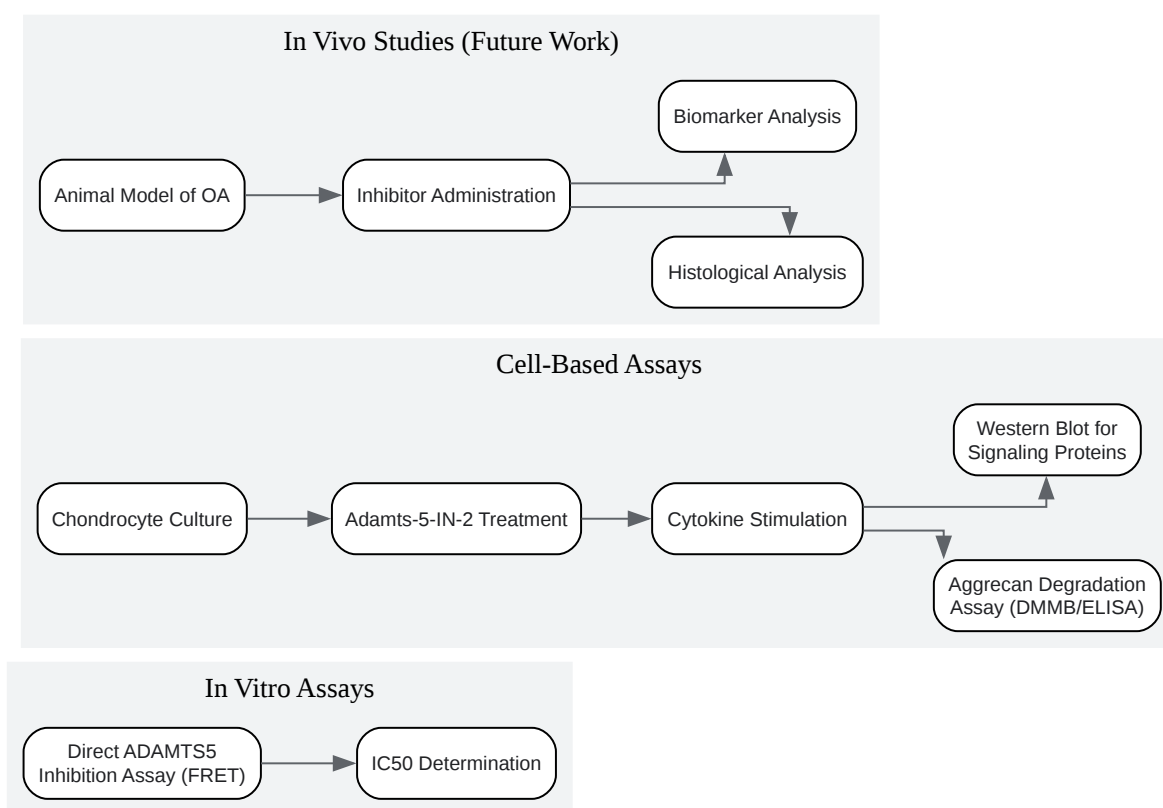 In Vivo Studies (Future Work)
Biomarker Analysis
Animal Model of OA
Inhibitor Administration
Histological Analysis
Cell-Based Assays
Western Blot for
Signaling Proteins
Chondrocyte Culture
Adamts-5-IN-2 Treatment
Cytokine Stimulation
Aggrecan Degradation
Assay (DMMB/ELISA)
In Vitro Assays
Direct ADAMTS5
Inhibition Assay (FRET)
IC50 Determination